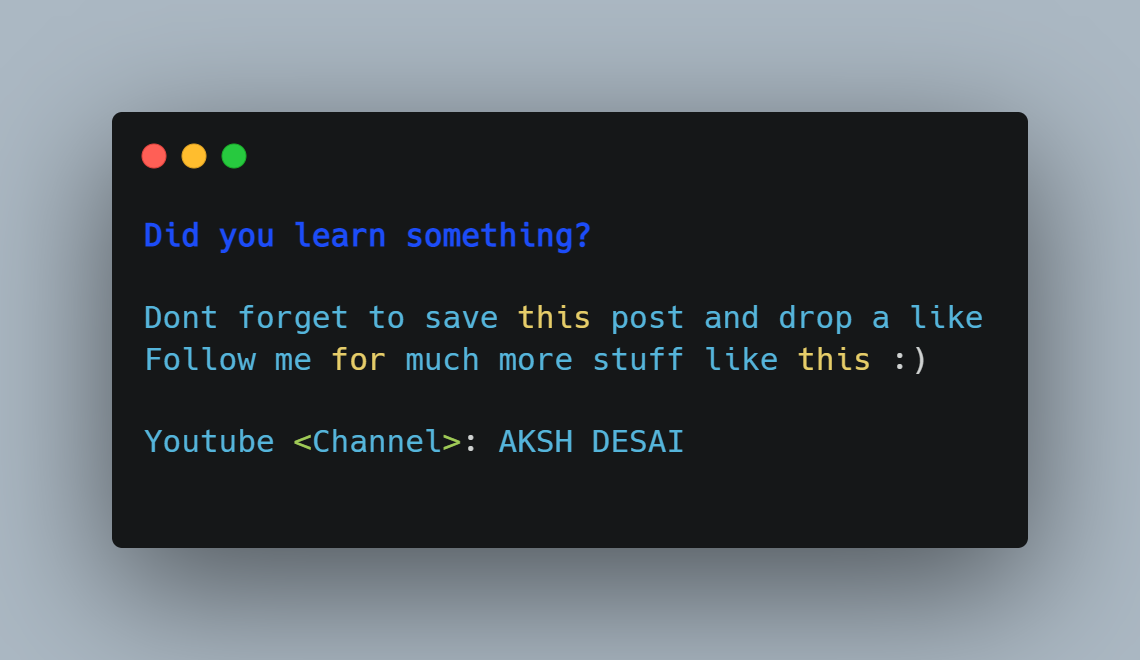 Did you learn something?
Dont forget to save this post and drop a like
Follow me for much more stuff like this :)
Youtube <Channel>: AKSH DESAI